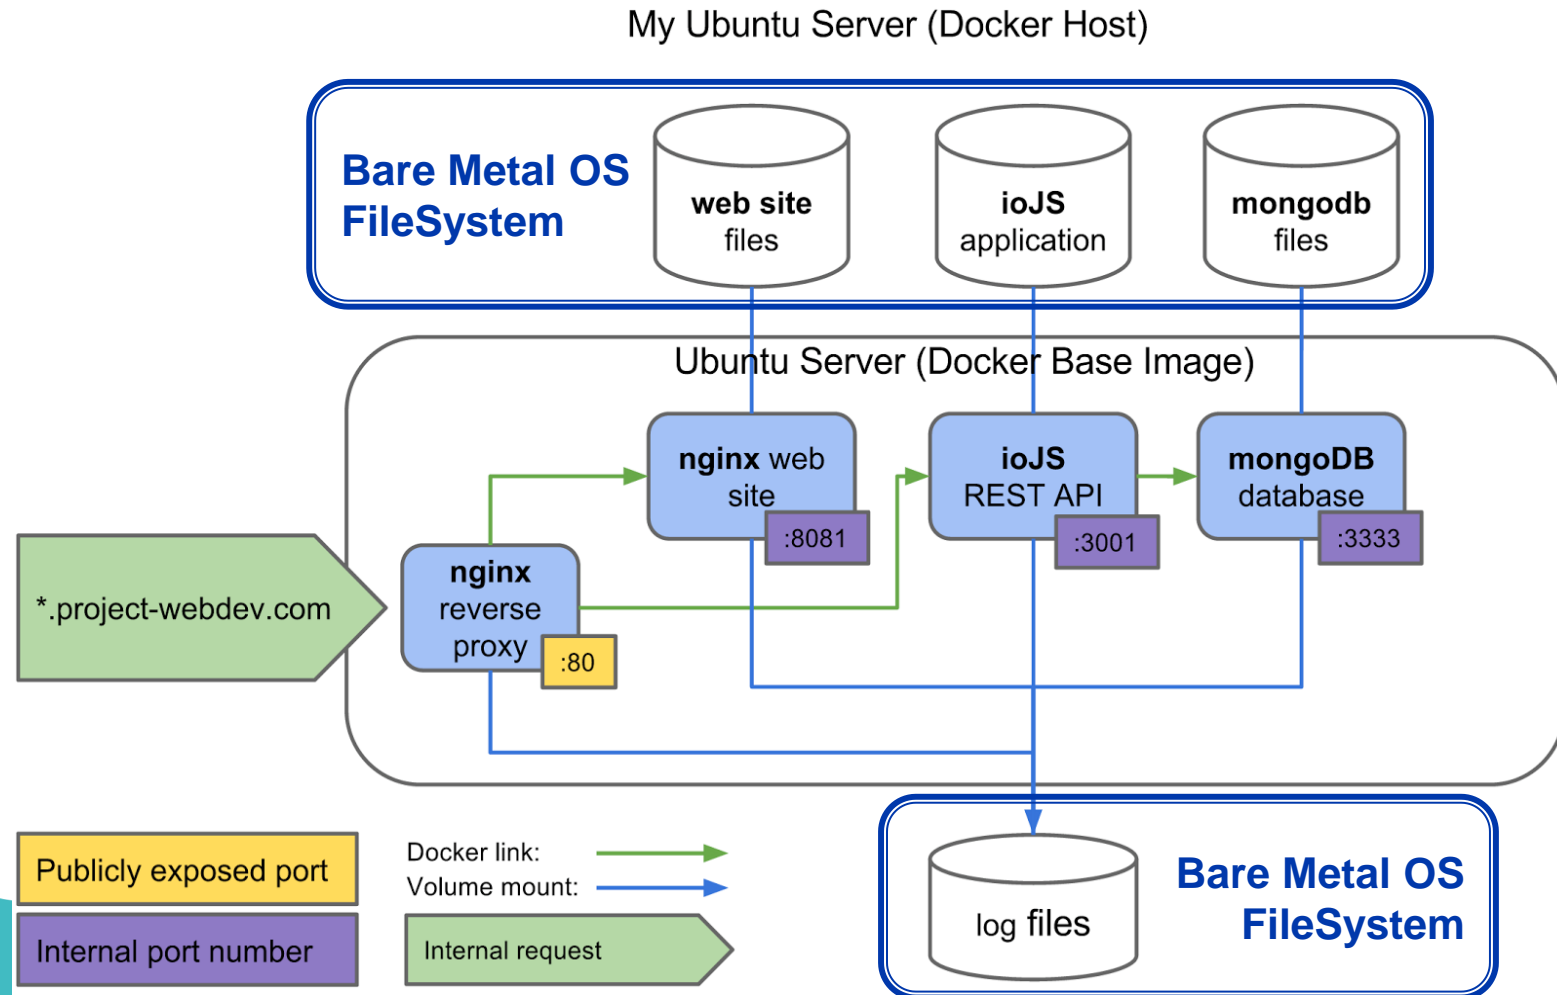 My Ubuntu Server (Docker Host)
Bare Metal OS
FileSystem
web site
files
ioJS
application
mongodb
files
Ubuntu Server (Docker Base Image)
nginx web
site
:8081
ioJS
REST API
:3001
mongoDB
database
:3333
*.project-webdev.com
nginx
reverse
proxy
:80
Publicly exposed port
Internal port number
Docker link:
Volume mount:
Internal request
log files
Bare Metal OS
FileSystem